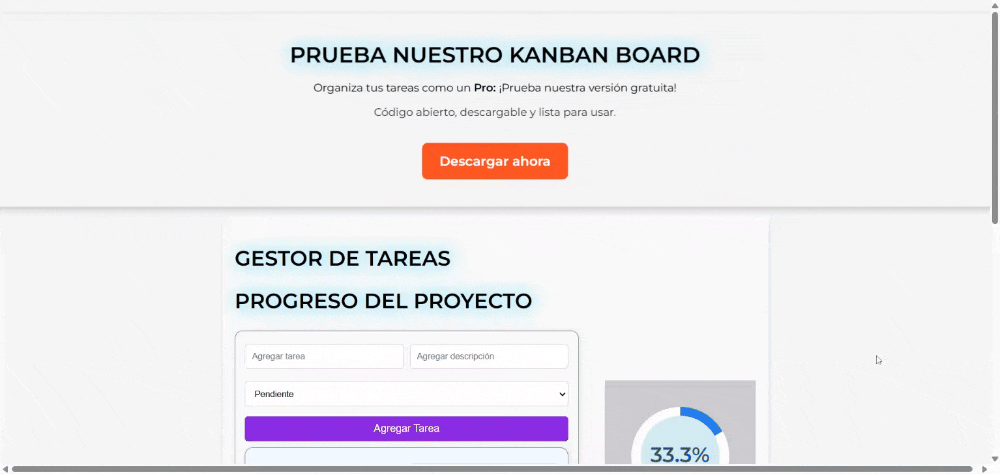 PRUEBA NUESTRO KANBAN BOARD
Organiza tus tareas como un Pro: ¡Prueba nuestra versión gratuita!
Código abierto, descargable y lista para usar.
Descargar ahora
GESTOR DE TAREAS
PROGRESO DEL PROYECTO
Agregar tarea
Agregar descripción
Pendiente
Agregar Tarea
33.3%